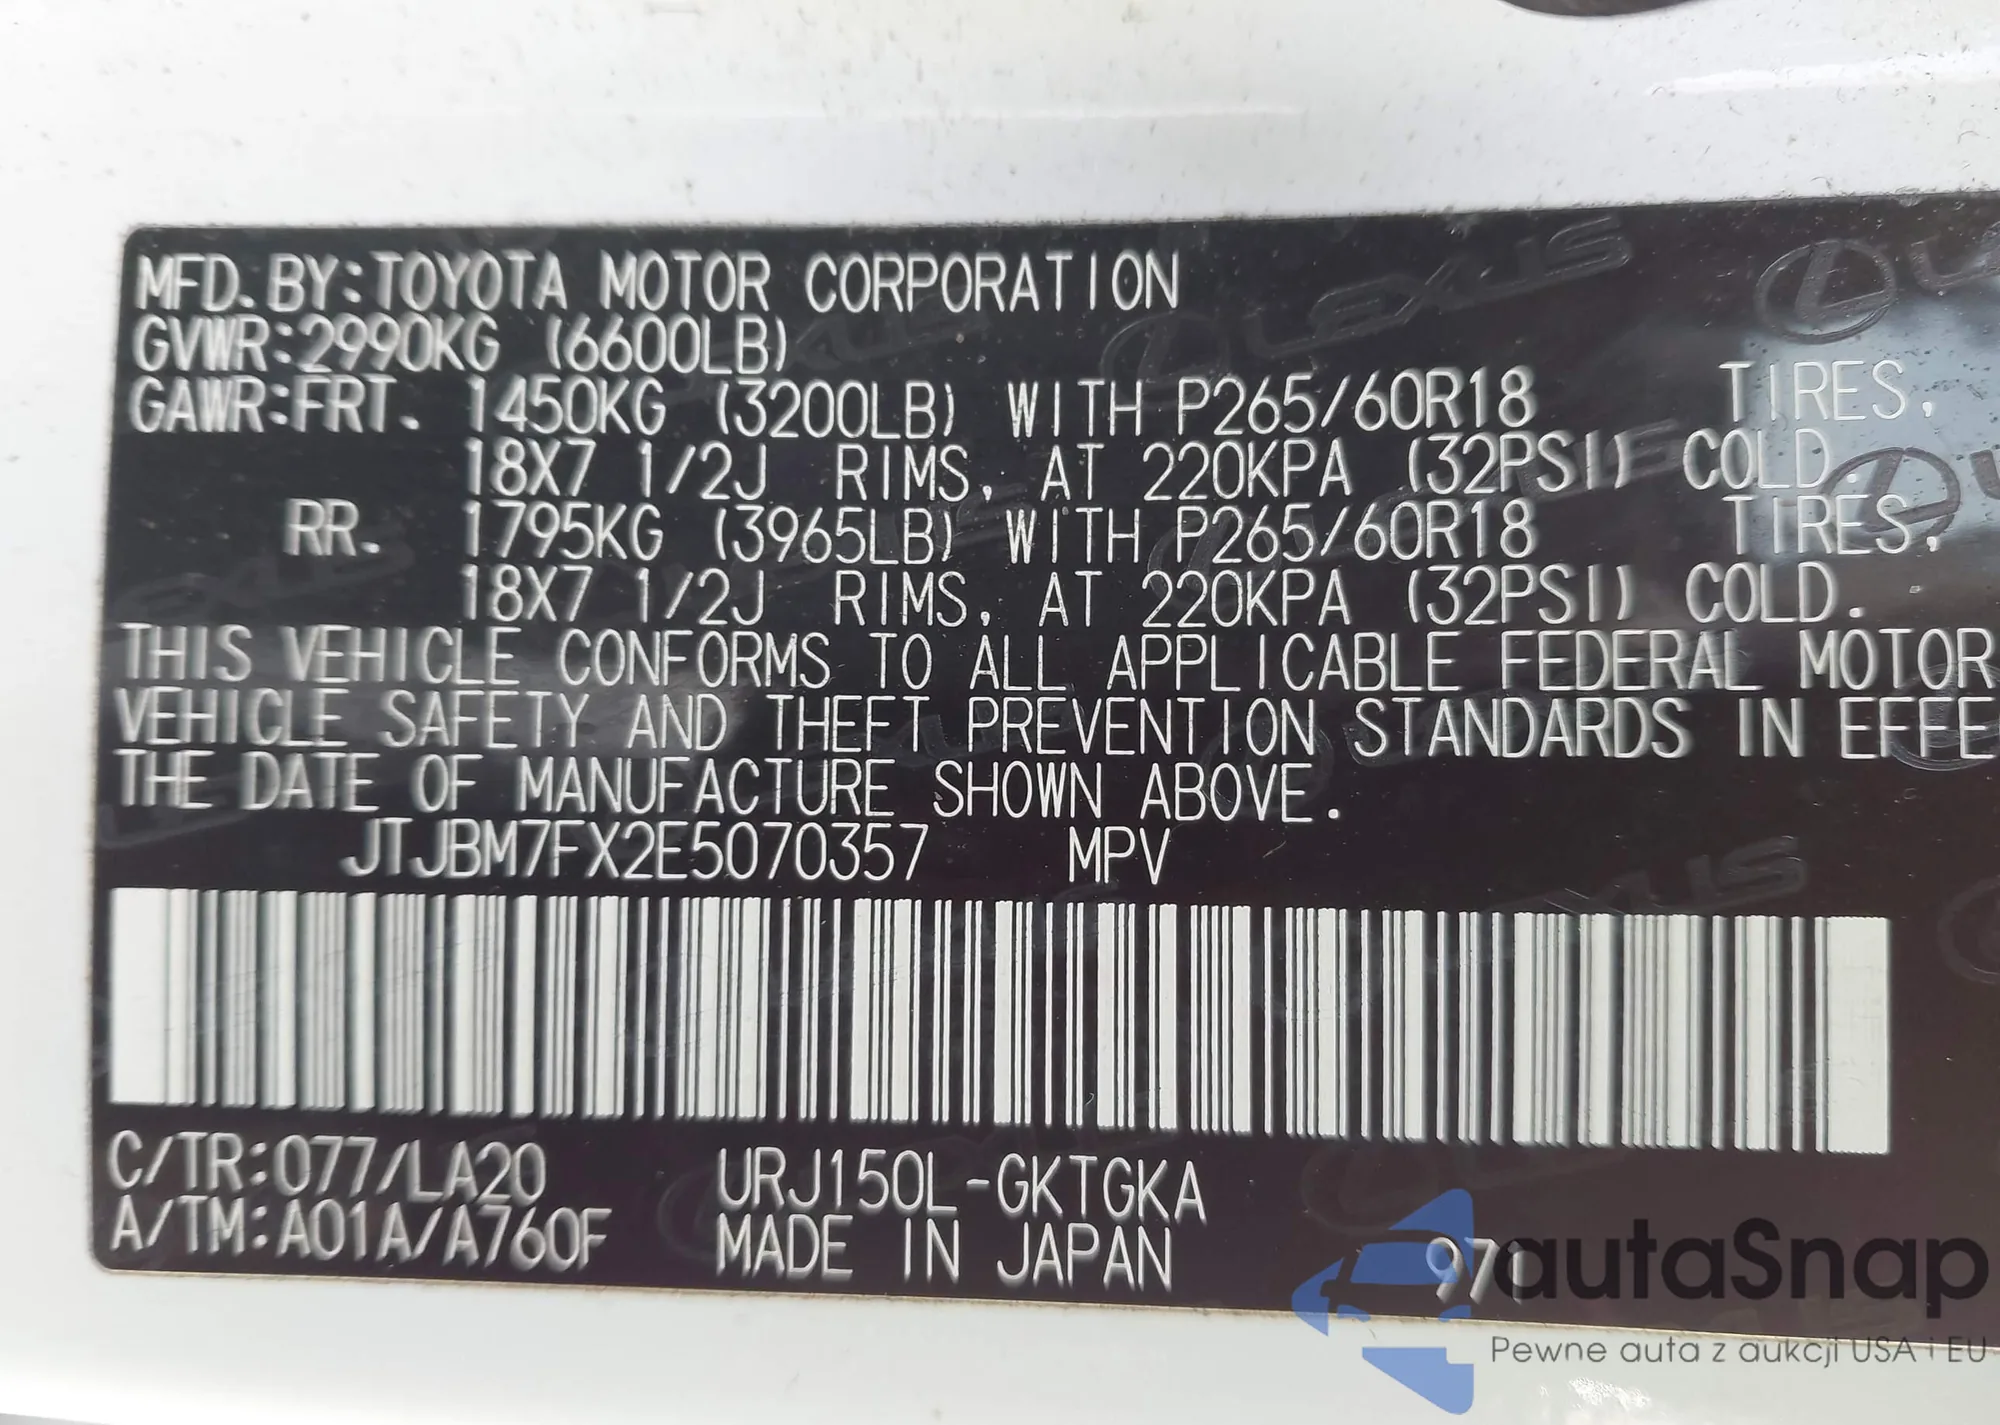 MFD. BY: TOYOTA MOTOR CORPORATION
GVWR: 2990KG (6600LB)
GAWR: FRT. 1450KG (3200LB) WITH P265/60R18 TIRES,
18X7 1/2J RIMS, AT 220KPA (32PSI) COLD.
RR. 1795KG (3965LB) WITH P265/60R18 TIRES,
18X7 1/2J RIMS, AT 220KPA (32PSI) COLD.
THIS VEHICLE CONFORMS TO ALL APPLICABLE FEDERAL MOTOR
VEHICLE SAFETY AND THEFT PREVENTION STANDARDS IN EFFE
THE DATE OF MANUFACTURE SHOWN ABOVE.
JTJBM7FX2E5070357 MPV
C/TR: 077/LA20 URJ150L-GKTGKA
A/TM: A01A/A760F MADE IN JAPAN 971
autaSnap
Pewne auta z aukcji USA i EU